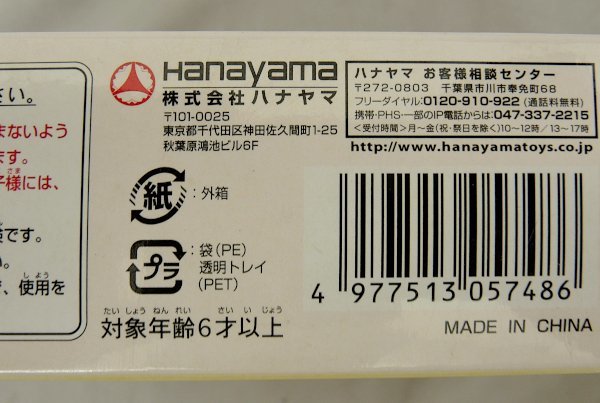 さい。
まないよう
ます。
さま
子様には、
険です。
い。
しよう
、使用を
Hanayama
株式会社ハナヤマ
〒101-0025
東京都千代田区神田佐久間町1-25
秋葉原鴻池ビル6F
ハナヤマ お客様相談センター
〒272-0803 千葉県市川市奉免町68
フリーダイヤル:0120-910-922(通話料無料)
携帯・PHS・一部のIP電話からは:047-337-2215
<受付時間>月~金(祝・祭日を除く)10~12時/13~17時
http://www.hanayamatoys.co.jp
紙
:外箱
プラ
:袋(PE)
透明トレイ
(PET)
たいしょうねんれい さいいじょう
対象年齢6才以上
4 977513 057486
MADE IN CHINA